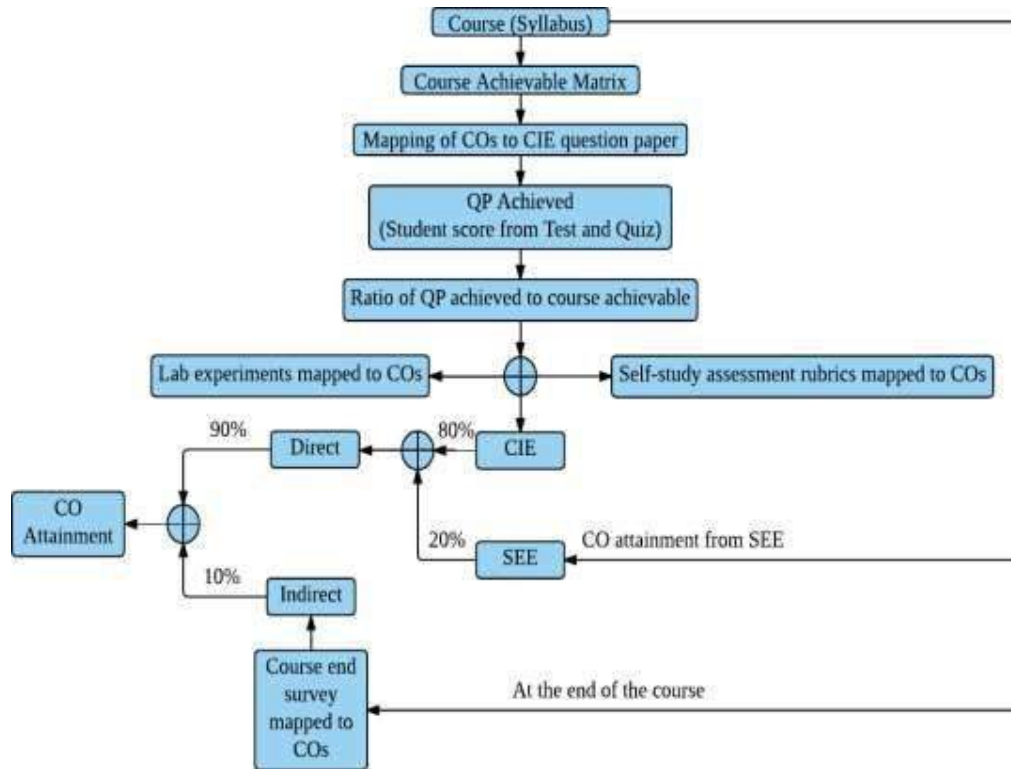 Course (Syllabus)
Course Achievable Matrix
Mapping of COs to CIE question paper
QP Achieved
(Student score from Test and Quiz)
Ratio of QP achieved to course achievable
Lab experiments mapped to COs
Self-study assessment rubrics mapped to COs
90%
Direct
80%
CIE
CO
Attainment
20%
SEE
CO attainment from SEE
10%
Indirect
Course end
survey
mapped to
COs
At the end of the course